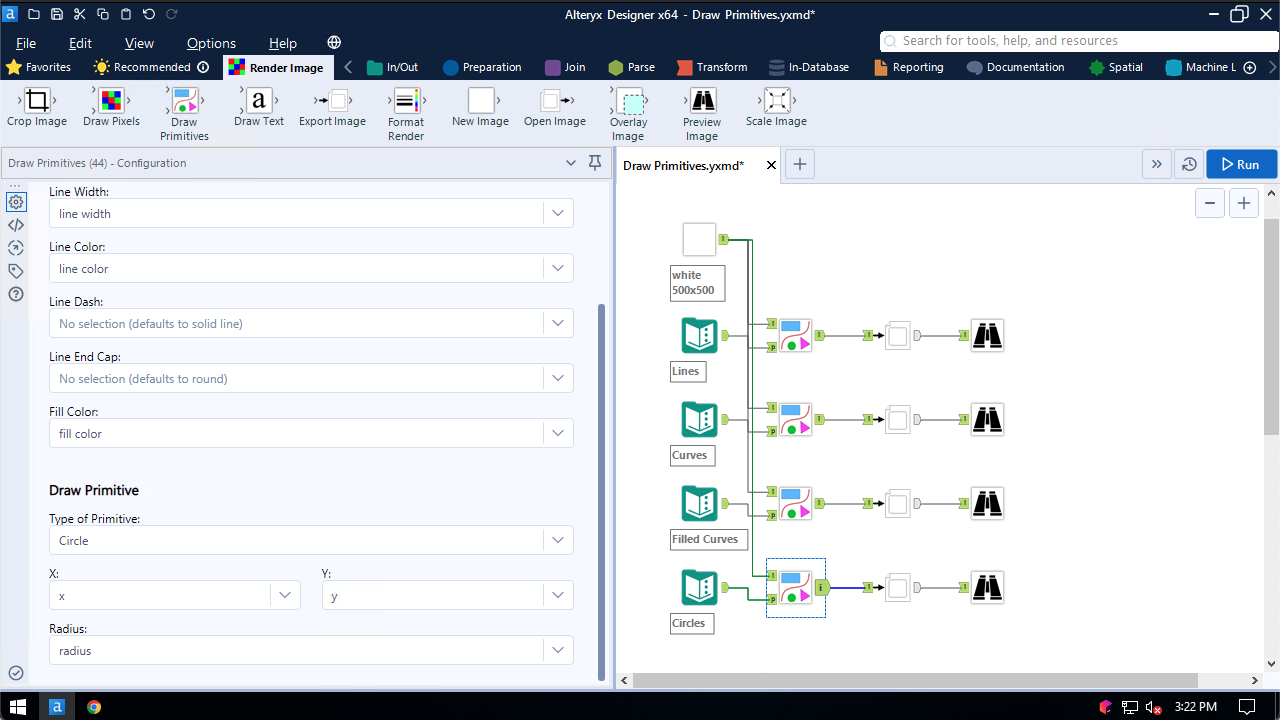 Alteryx Designer x64 - Draw Primitives.yxmd*
File Edit View Options Help
Search for tools, help, and resources
Favorites Recommended Render Image In/Out Preparation Join Parse Transform In-Database Reporting Documentation Spatial Machine L
Crop Image Draw Pixels Draw Primitives Draw Text Export Image Format Render New Image Open Image Overlay Image Preview Image Scale Image
Draw Primitives (44) - Configuration
Draw Primitives.yxmd*
Run
Line Width:
line width
Line Color:
line color
Line Dash:
No selection (defaults to solid line)
Line End Cap:
No selection (defaults to round)
Fill Color:
fill color
Draw Primitive
Type of Primitive:
Circle
X: Y:
x y
Radius:
radius
white
500x500
Lines
Curves
Filled Curves
Circles
3:22 PM